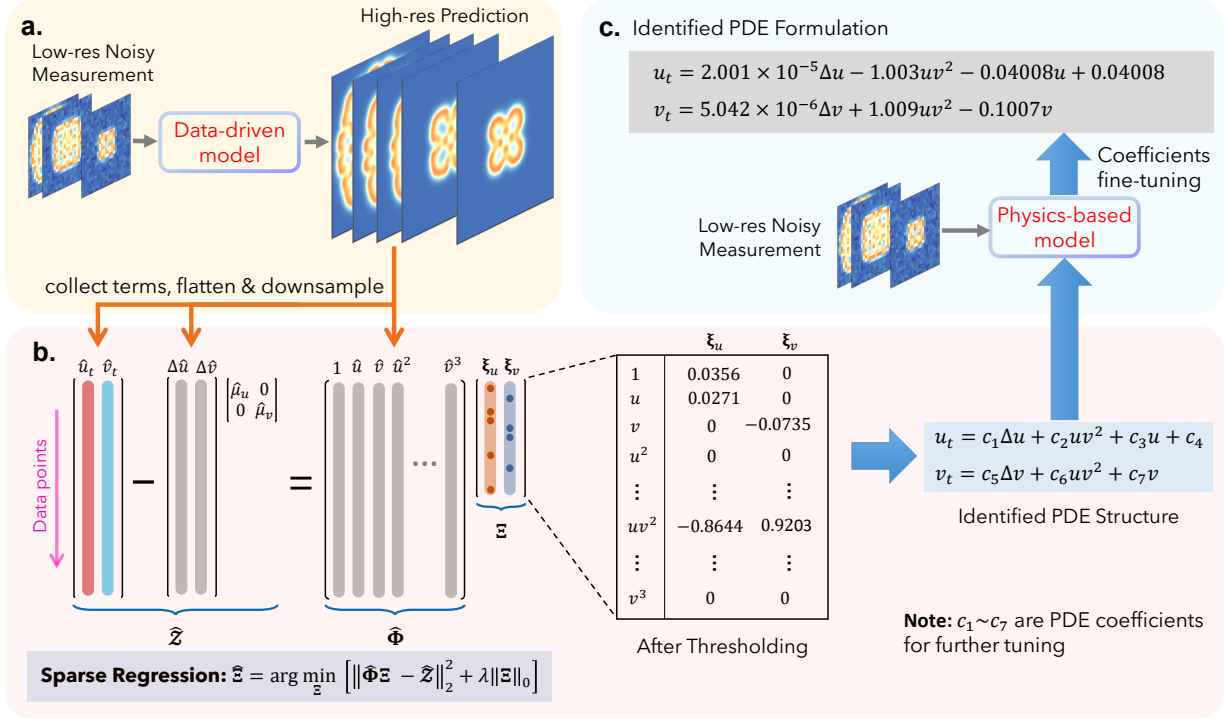 a.
High-res Prediction
Low-res Noisy
Measurement
Data-driven
model
collect terms, flatten & downsample
c. Identified PDE Formulation
u_t = 2.001 × 10^{-5}Δu − 1.003uv^2 − 0.04008u + 0.04008
v_t = 5.042 × 10^{-6}Δv + 1.009uv^2 − 0.1007v
Coefficients
fine-tuning
Low-res Noisy
Measurement
Physics-based
model
b.
û_t v̂_t
Δû Δv̂
μ̂_u 0
0 μ̂_v
1 û v̂ û^2 v̂^3
ξ_u ξ_v
Data points
−
=
⋯
Ξ
Ẑ
Φ̂
ξ_u ξ_v
1 0.0356 0
u 0.0271 0
v 0 −0.0735
u^2 0 0
⋮ ⋮ ⋮
uv^2 −0.8644 0.9203
⋮ ⋮ ⋮
v^3 0 0
After Thresholding
u_t = c_1Δu + c_2uv^2 + c_3u + c_4
v_t = c_5Δv + c_6uv^2 + c_7v
Identified PDE Structure
Note: c_1~c_7 are PDE coefficients
for further tuning
Sparse Regression: Ξ̂ = arg min_Ξ [‖Φ̂Ξ − Ẑ‖_2^2 + λ‖Ξ‖_0]